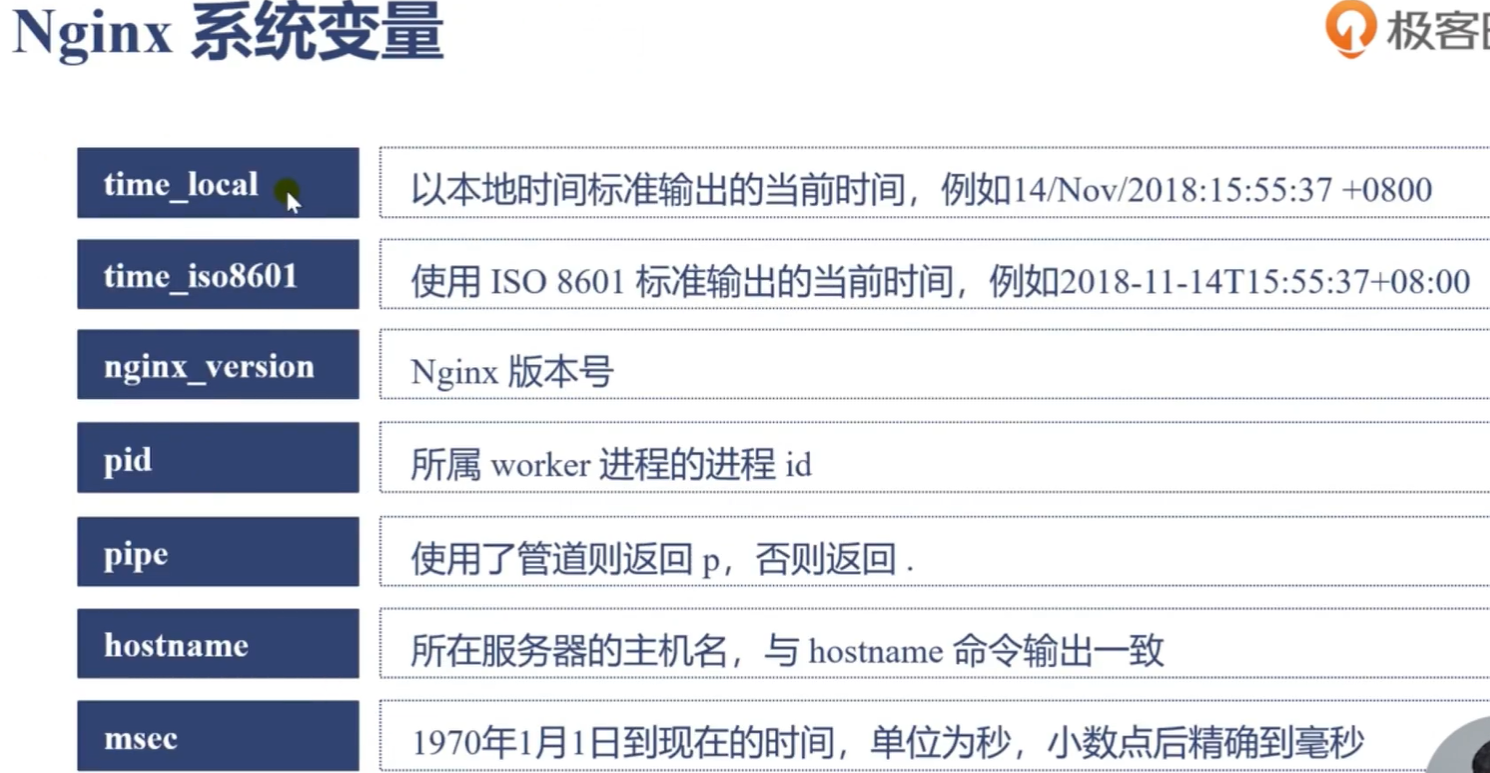 Nginx 系统变量
极客
time_local
以本地时间标准输出的当前时间，例如14/Nov/2018:15:55:37 +0800
time_iso8601
使用 ISO 8601 标准输出的当前时间，例如2018-11-14T15:55:37+08:00
nginx_version
Nginx 版本号
pid
所属 worker 进程的进程 id
pipe
使用了管道则返回 p，否则返回 .
hostname
所在服务器的主机名，与 hostname 命令输出一致
msec
1970年1月1日到现在的时间，单位为秒，小数点后精确到毫秒